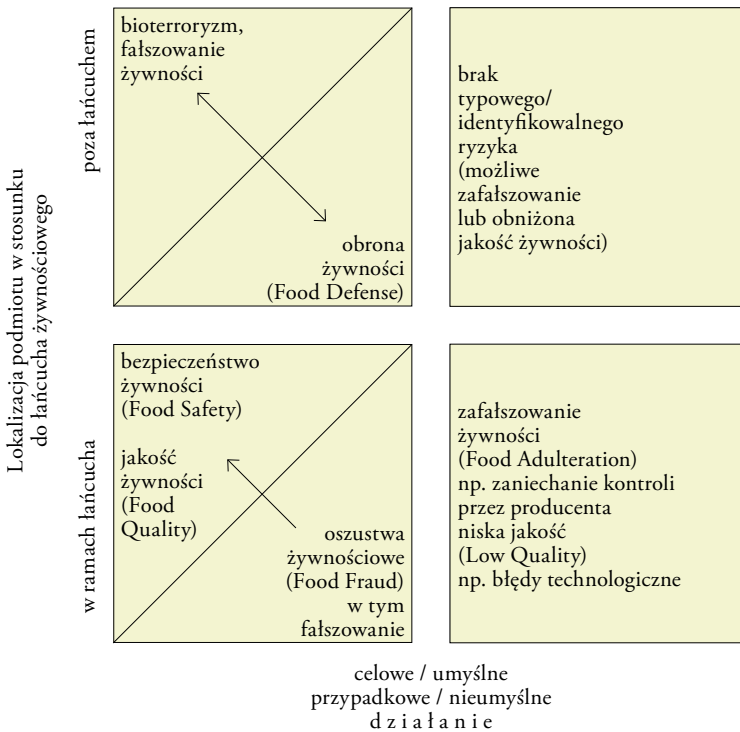 bioterroryzm,
fałszowanie
żywności
obrona
żywności
(Food Defense)
brak
typowego/
identyfikowalnego
ryzyka
(możliwe
zafałszowanie
lub obniżona
jakość żywności)
poza łańcuchem
Lokalizacja podmiotu w stosunku
do łańcucha żywnościowego
w ramach łańcucha
bezpieczeństwo
żywności
(Food Safety)
jakość
żywności
(Food
Quality)
oszustwa
żywnościowe
(Food Fraud)
w tym
fałszowanie
zafałszowanie
żywności
(Food Adulteration)
np. zaniechanie kontroli
przez producenta
niska jakość
(Low Quality)
np. błędy technologiczne
celowe / umyślne
przypadkowe / nieumyślne
działanie